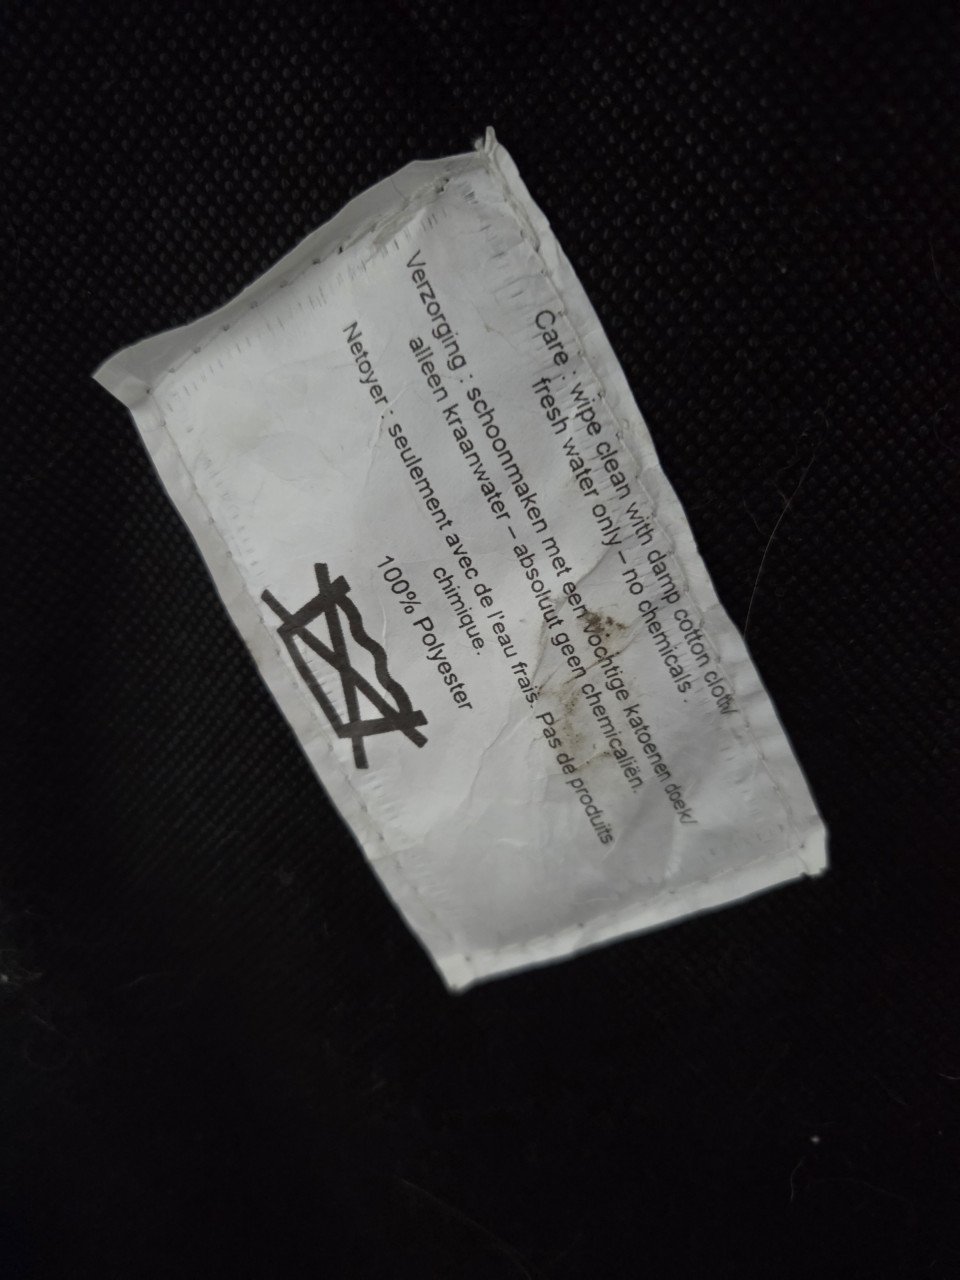 Care : wipe clean with damp cotton cloth/
fresh water only – no chemicals .
Verzorging : schoonmaken met een vochtige katoenen doek/
alleen kraanwater – absoluut geen chemicaliën.
Netoyer : seulement avec de l'eau frais. Pas de produits
chimique.
100% Polyester